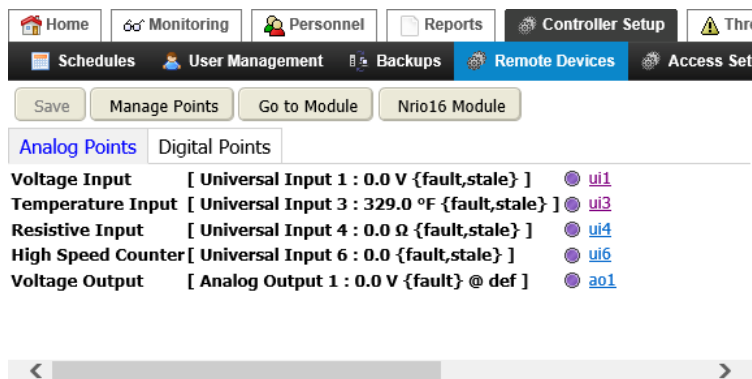 Home Monitoring Personnel Reports Controller Setup
Schedules User Management Backups Remote Devices Access
Save Manage Points Go to Module Nrio16 Module
Analog Points Digital Points
Voltage Input [ Universal Input 1 : 0.0 V {fault,stale} ] ui1
Temperature Input [ Universal Input 3 : 329.0 °F {fault,stale} ] ui3
Resistive Input [ Universal Input 4 : 0.0 Ω {fault,stale} ] ui4
High Speed Counter [ Universal Input 6 : 0.0 {fault,stale} ] ui6
Voltage Output [ Analog Output 1 : 0.0 V {fault} @ def ] ao1